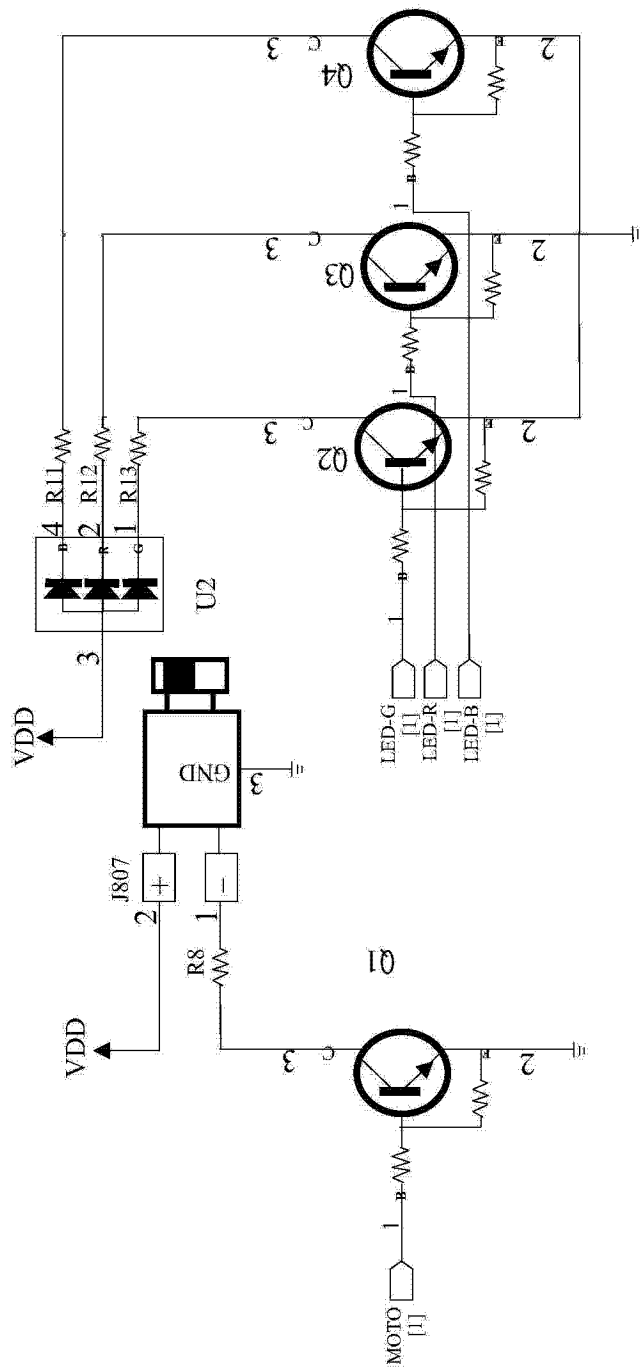 VDD
3
U2
4
B
R11
2
R
R12
1
G
R13
3
C
Q4
B
1
E
2
3
C
Q3
B
1
E
2
3
C
Q2
B
1
E
2
LED-G
[1]
LED-R
[1]
LED-B
[1]
VDD
J807
2
+
1
-
GND
3
R8
3
C
Q1
B
1
E
2
MOTO
[1]